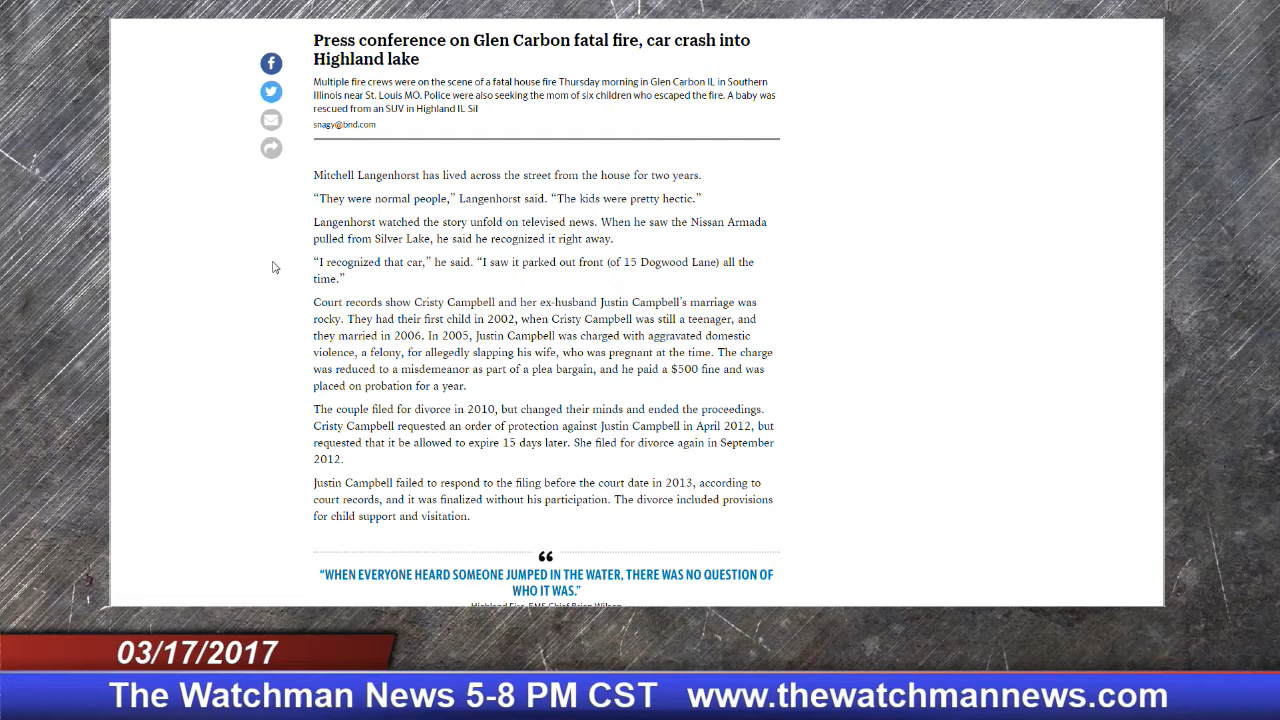 Press conference on Glen Carbon fatal fire, car crash into
Highland lake
Multiple fire crews were on the scene of a fatal house fire Thursday morning in Glen Carbon IL in Southern
Illinois near St. Louis MO. Police were also seeking the mom of six children who escaped the fire. A baby was
rescued from an SUV in Highland IL Sil
snagy@bnd.com
Mitchell Langenhorst has lived across the street from the house for two years.
“They were normal people,” Langenhorst said. “The kids were pretty hectic.”
Langenhorst watched the story unfold on televised news. When he saw the Nissan Armada
pulled from Silver Lake, he said he recognized it right away.
“I recognized that car,” he said. “I saw it parked out front (of 15 Dogwood Lane) all the
time.”
Court records show Cristy Campbell and her ex-husband Justin Campbell’s marriage was
rocky. They had their first child in 2002, when Cristy Campbell was still a teenager, and
they married in 2006. In 2005, Justin Campbell was charged with aggravated domestic
violence, a felony, for allegedly slapping his wife, who was pregnant at the time. The charge
was reduced to a misdemeanor as part of a plea bargain, and he paid a $500 fine and was
placed on probation for a year.
The couple filed for divorce in 2010, but changed their minds and ended the proceedings.
Cristy Campbell requested an order of protection against Justin Campbell in April 2012, but
requested that it be allowed to expire 15 days later. She filed for divorce again in September
2012.
Justin Campbell failed to respond to the filing before the court date in 2013, according to
court records, and it was finalized without his participation. The divorce included provisions
for child support and visitation.
“
“WHEN EVERYONE HEARD SOMEONE JUMPED IN THE WATER, THERE WAS NO QUESTION OF
WHO IT WAS.”
Highland Fire-EMS Chief Brian Wilson
03/17/2017
The Watchman News 5-8 PM CST www.thewatchmannews.com